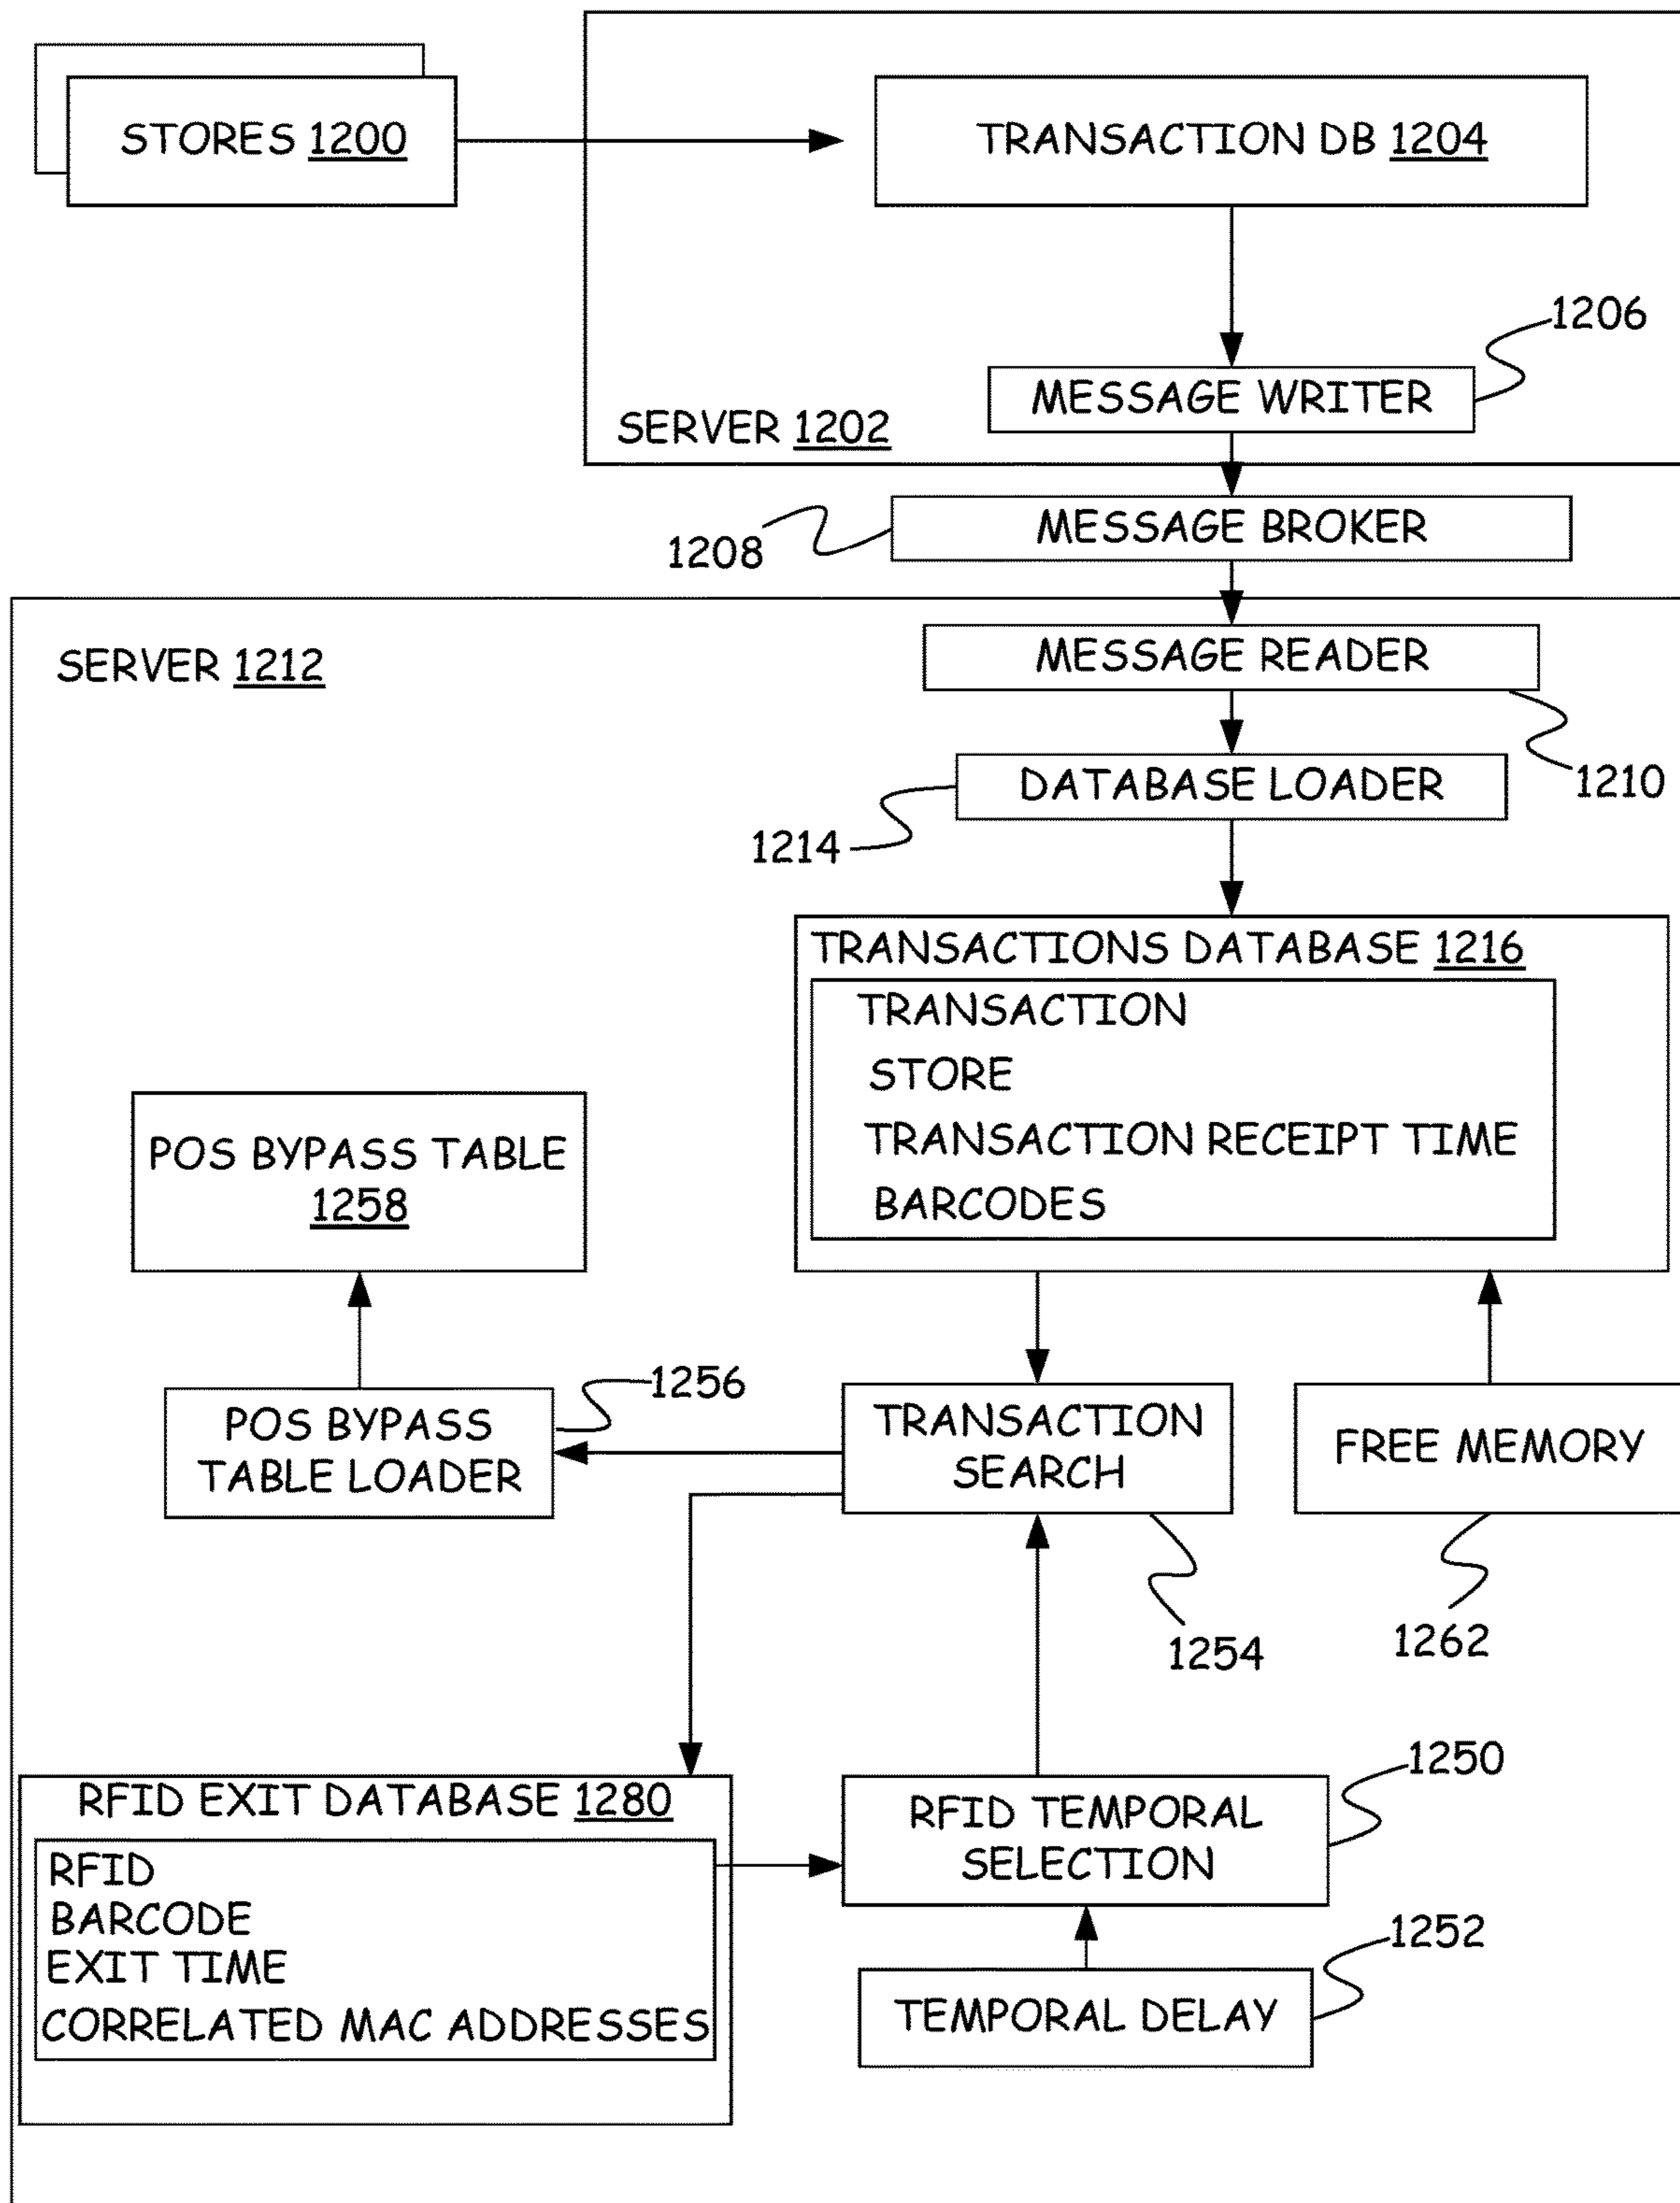 STORES 1200
TRANSACTION DB 1204
1206
MESSAGE WRITER
SERVER 1202
MESSAGE BROKER
1208
SERVER 1212
MESSAGE READER
1210
DATABASE LOADER
1214
TRANSACTIONS DATABASE 1216
TRANSACTION
STORE
TRANSACTION RECEIPT TIME
BARCODES
POS BYPASS TABLE
1258
1256
POS BYPASS
TABLE LOADER
TRANSACTION
SEARCH
FREE MEMORY
1254
1262
RFID EXIT DATABASE 1280
RFID
BARCODE
EXIT TIME
CORRELATED MAC ADDRESSES
1250
RFID TEMPORAL
SELECTION
1252
TEMPORAL DELAY